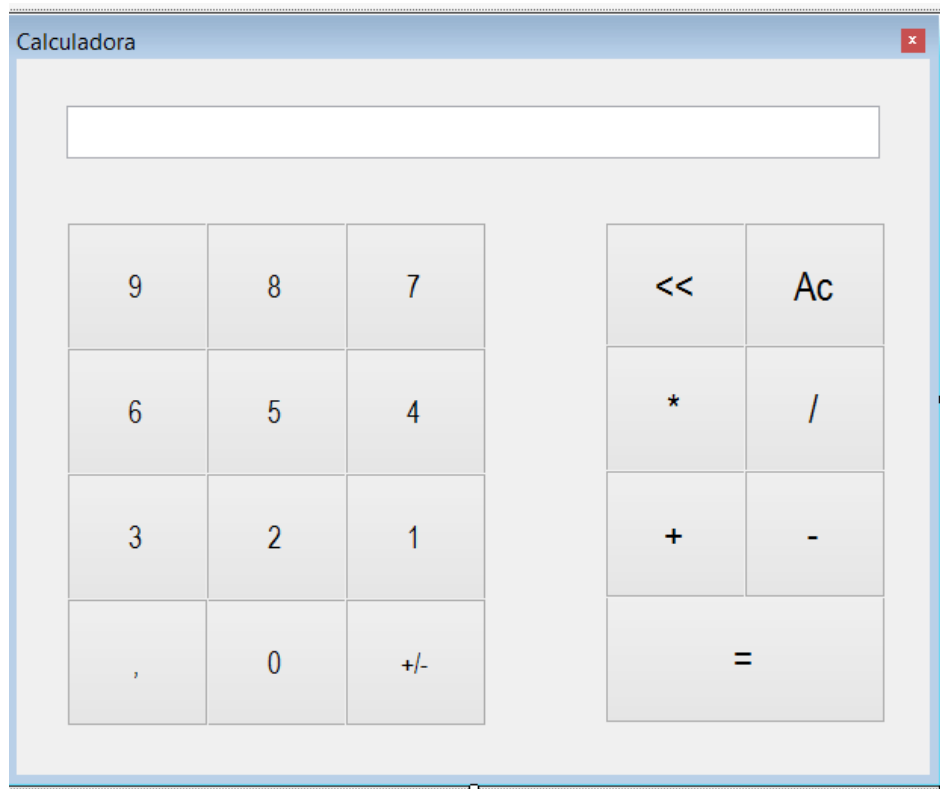 Calculadora x
9 8 7 << Ac
6 5 4 * /
3 2 1 + -
, 0 +/- =